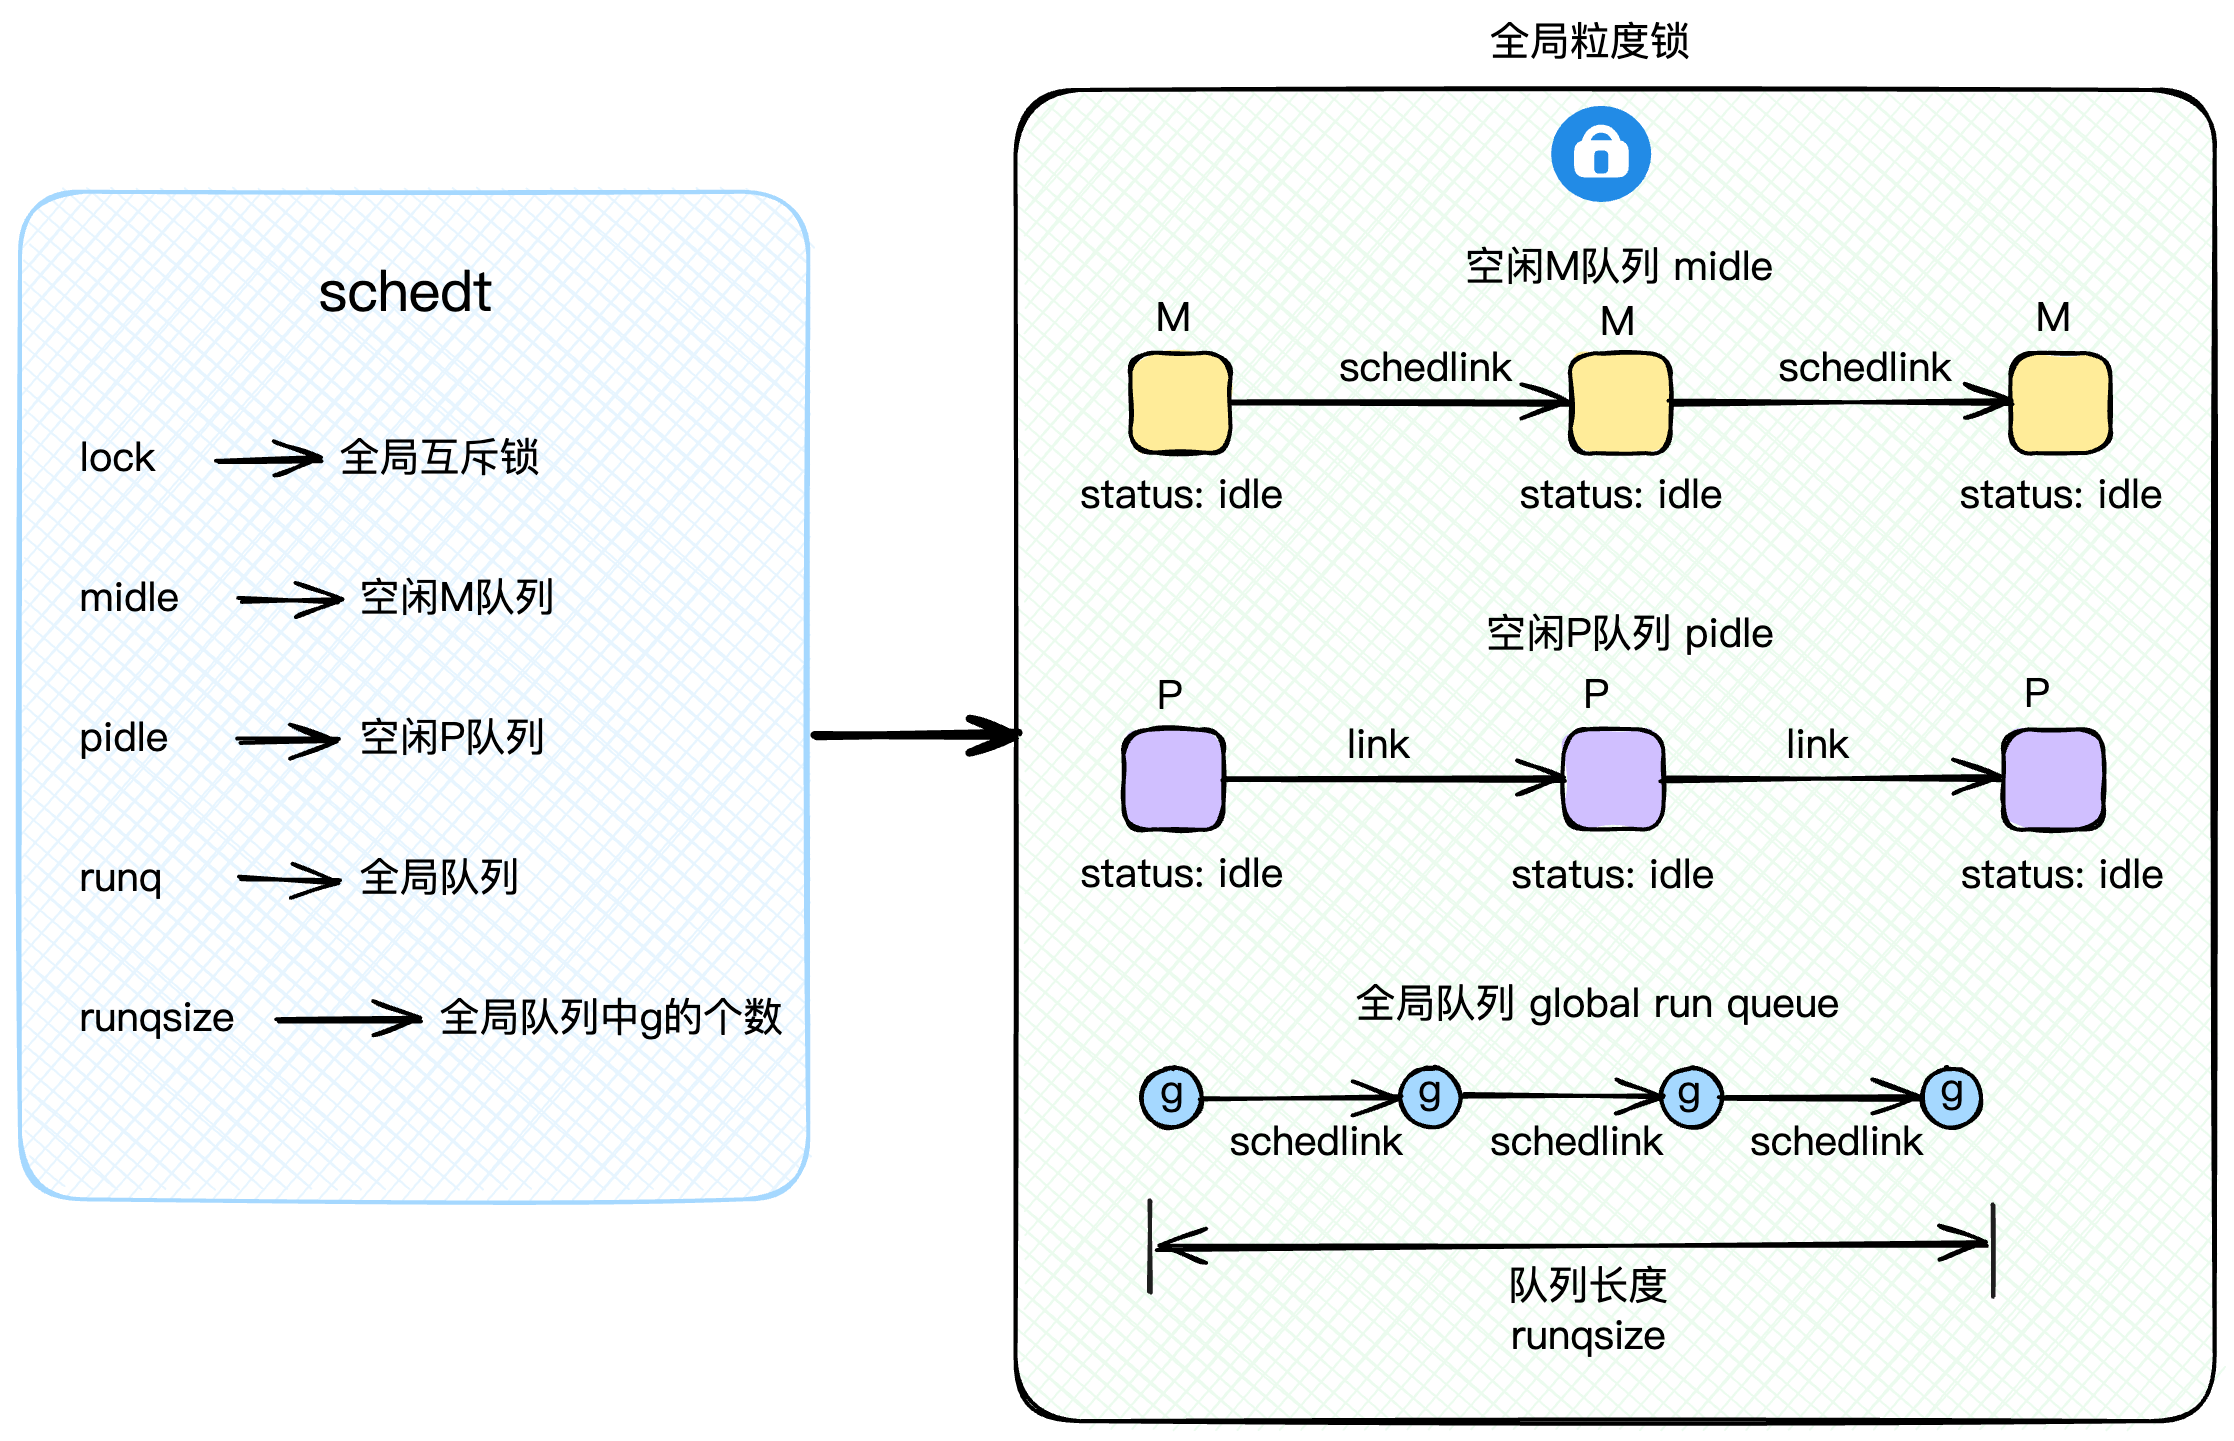 schedt
lock 全局互斥锁
midle 空闲M队列
pidle 空闲P队列
runq 全局队列
runqsize 全局队列中g的个数
全局粒度锁
空闲M队列 midle
M M M
schedlink schedlink
status: idle status: idle status: idle
空闲P队列 pidle
P P P
link link
status: idle status: idle status: idle
全局队列 global run queue
g g g g
schedlink schedlink schedlink
队列长度
runqsize